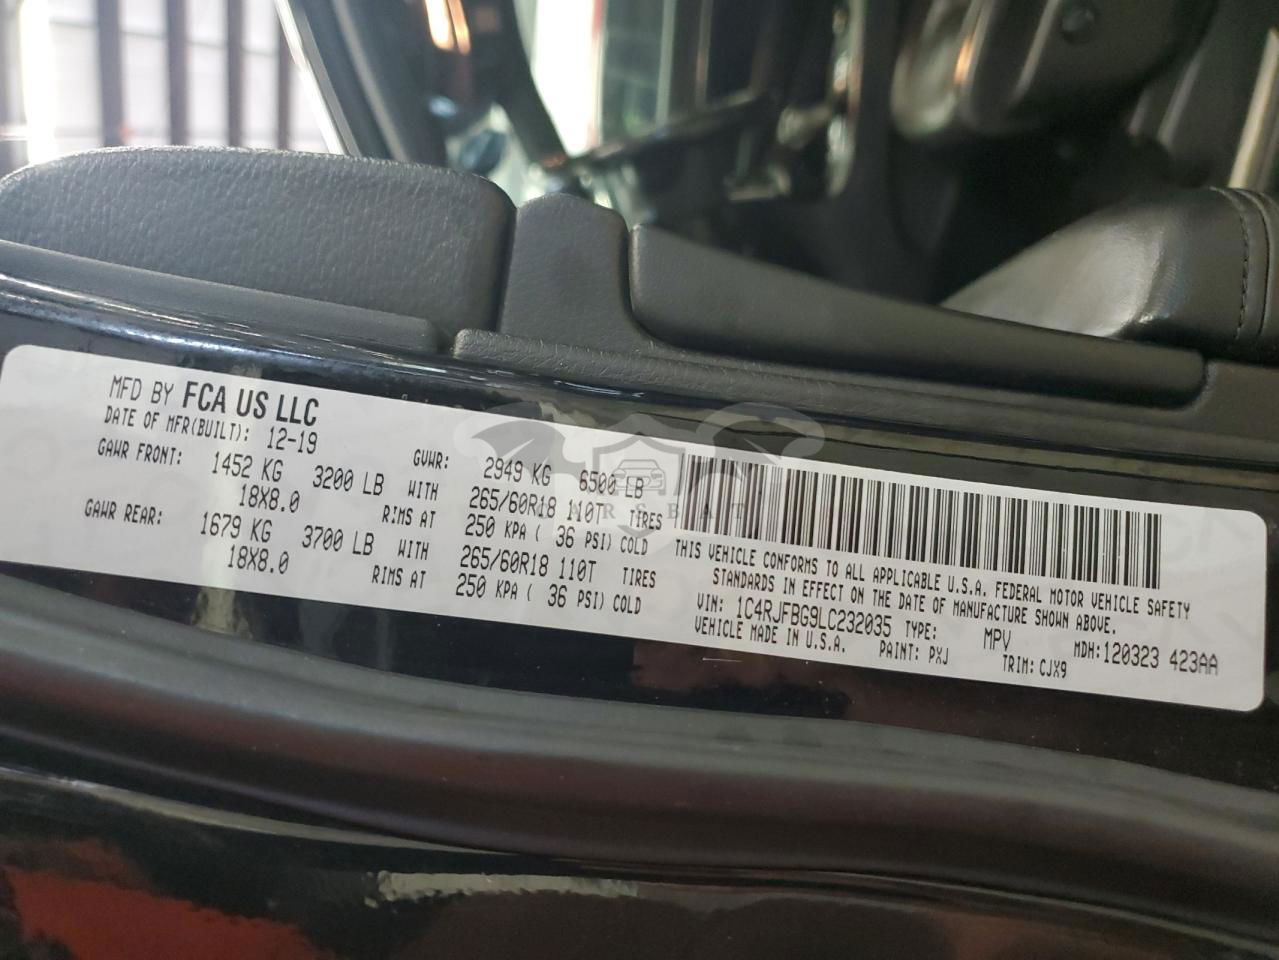 MFD BY FCA US LLC
DATE OF MFR(BUILT): 12-19 GVWR: 2949 KG 6500 LB
GAWR FRONT: 1452 KG 3200 LB WITH 265/60R18 110T TIRES
18X8.0 RIMS AT 250 KPA ( 36 PSI) COLD
GAWR REAR: 1679 KG 3700 LB WITH 265/60R18 110T TIRES
18X8.0 RIMS AT 250 KPA ( 36 PSI) COLD
THIS VEHICLE CONFORMS TO ALL APPLICABLE U.S.A. FEDERAL MOTOR VEHICLE SAFETY
STANDARDS IN EFFECT ON THE DATE OF MANUFACTURE SHOWN ABOVE.
VIN: 1C4RJFBG9LC232035 TYPE: MPV MDH:120323 423AA
VEHICLE MADE IN U.S.A. PAINT: PXJ TRIM: CJX9